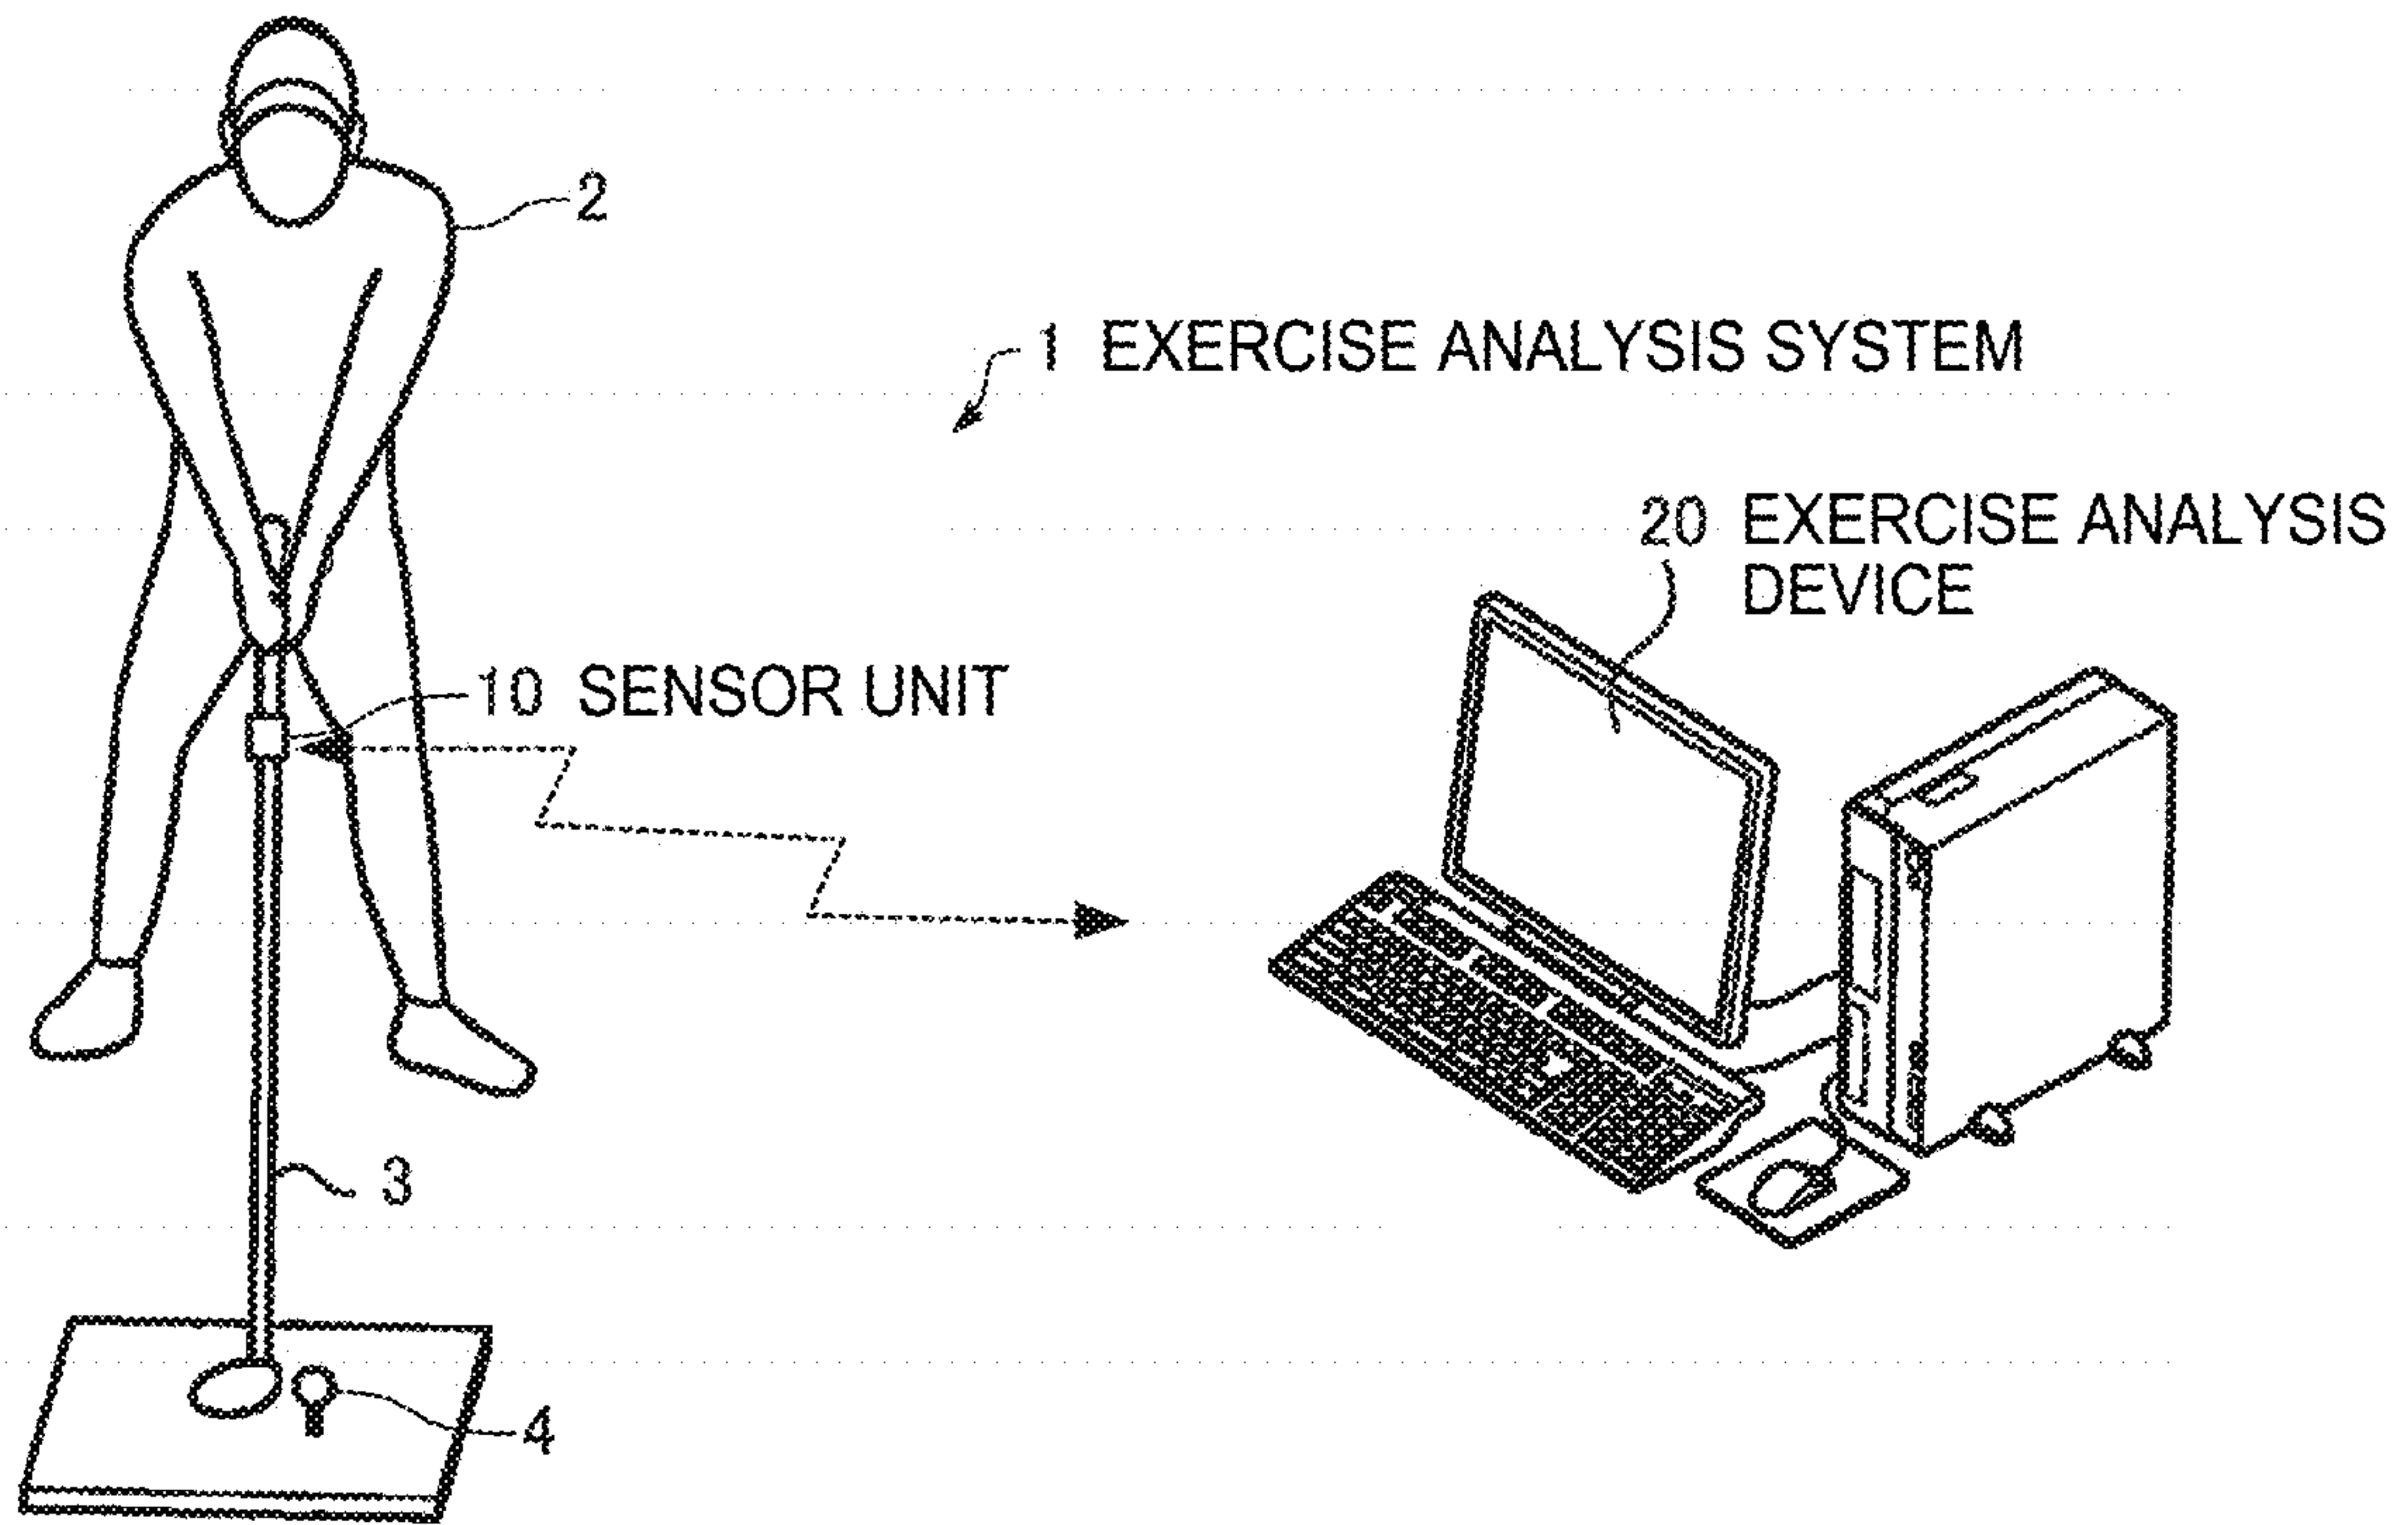 2
1 EXERCISE ANALYSIS SYSTEM
20 EXERCISE ANALYSIS
DEVICE
10 SENSOR UNIT
3
4